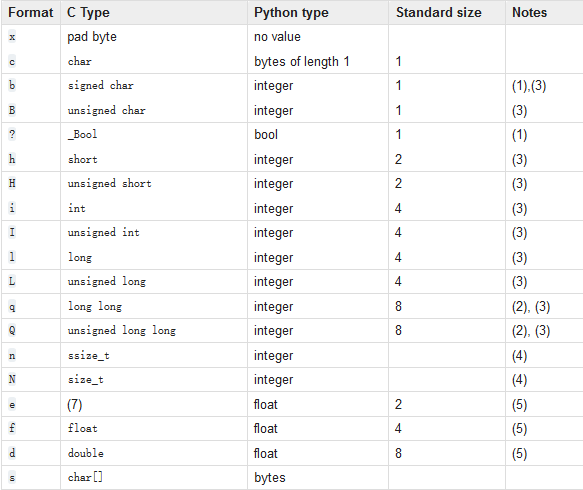 Format C Type Python type Standard size Notes
x pad byte no value
c char bytes of length 1 1
b signed char integer 1 (1),(3)
B unsigned char integer 1 (3)
? _Bool bool 1 (1)
h short integer 2 (3)
H unsigned short integer 2 (3)
i int integer 4 (3)
I unsigned int integer 4 (3)
l long integer 4 (3)
L unsigned long integer 4 (3)
q long long integer 8 (2), (3)
Q unsigned long long integer 8 (2), (3)
n ssize_t integer (4)
N size_t integer (4)
e (7) float 2 (5)
f float float 4 (5)
d double float 8 (5)
s char[] bytes